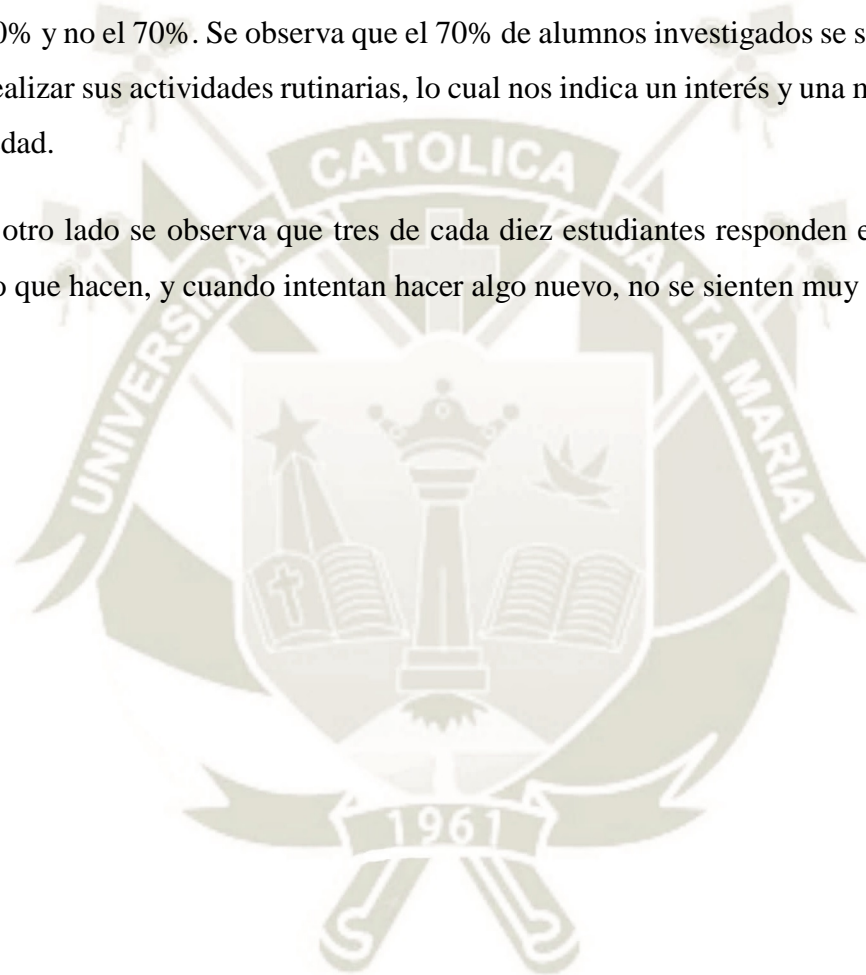 0% y no el 70%. Se observa que el 70% de alumnos investigados se s
ealizar sus actividades rutinarias, lo cual nos indica un interés y una
dad.
otro lado se observa que tres de cada diez estudiantes responden e
o que hacen, y cuando intentan hacer algo nuevo, no se sienten muy
UNIVERSIDAD CATOLICA SANTA MARIA
1961